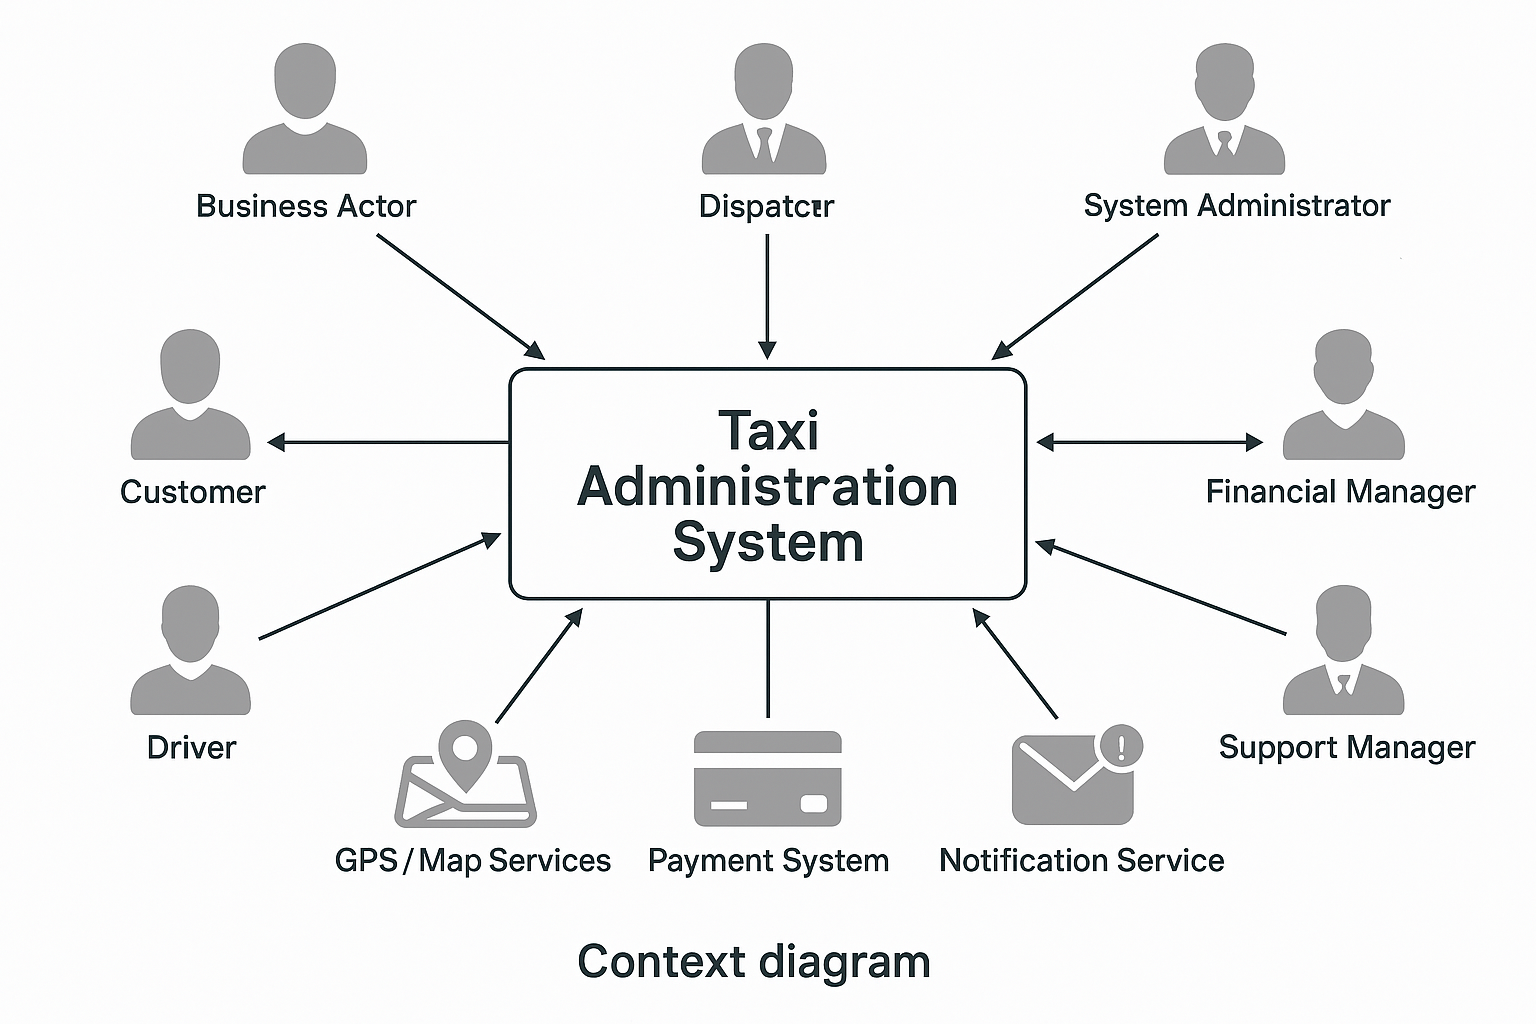 Business Actor
System Administrator
Customer
Taxi
Administration
System
Financial Manager
Driver
Support Manager
GPS / Map Services
Payment System
Notification Service
Context diagram